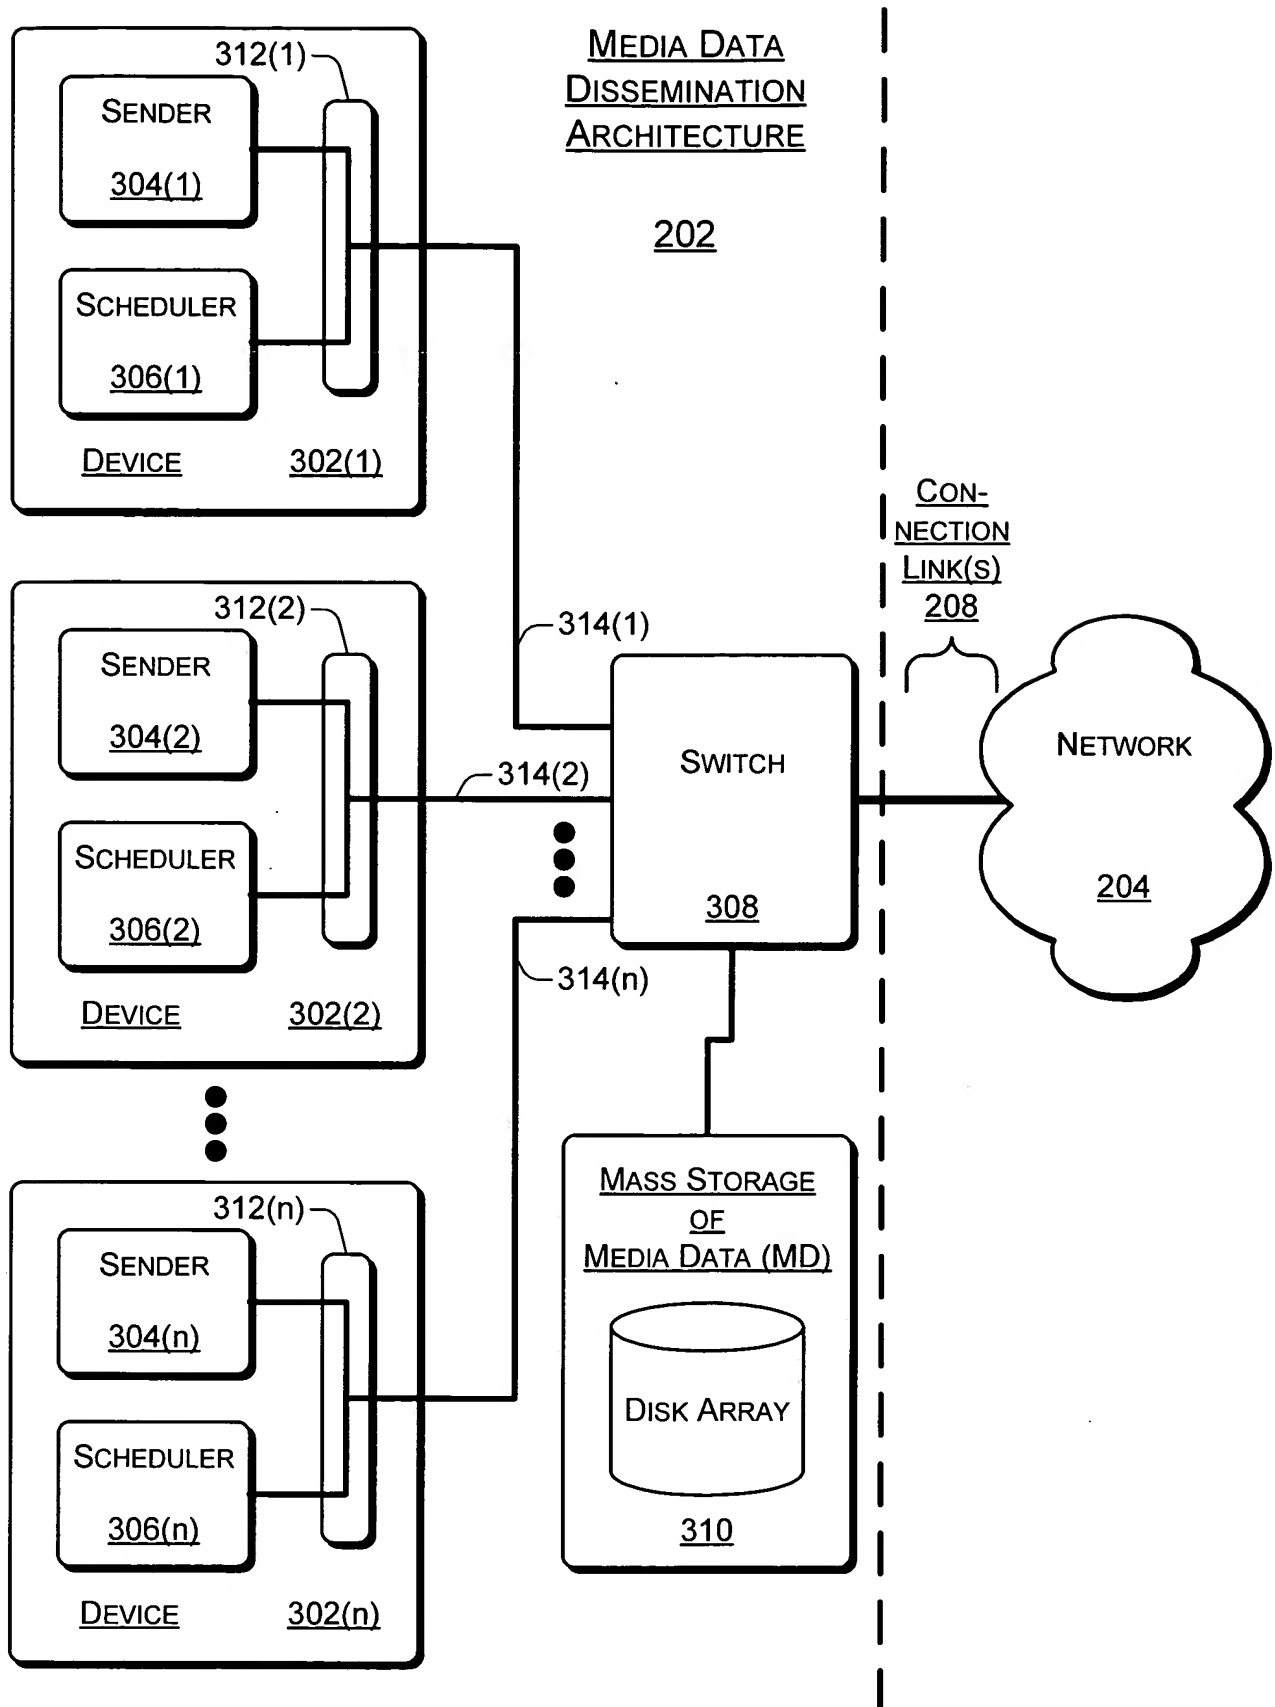 MEDIA DATA
DISSEMINATION
ARCHITECTURE
202
312(1)
SENDER
304(1)
SCHEDULER
306(1)
DEVICE 302(1)
312(2)
SENDER
304(2)
SCHEDULER
306(2)
DEVICE 302(2)
312(n)
SENDER
304(n)
SCHEDULER
306(n)
DEVICE 302(n)
314(1)
314(2)
314(n)
SWITCH
308
MASS STORAGE
OF
MEDIA DATA (MD)
DISK ARRAY
310
CON-
NECTION
LINK(S)
208
NETWORK
204